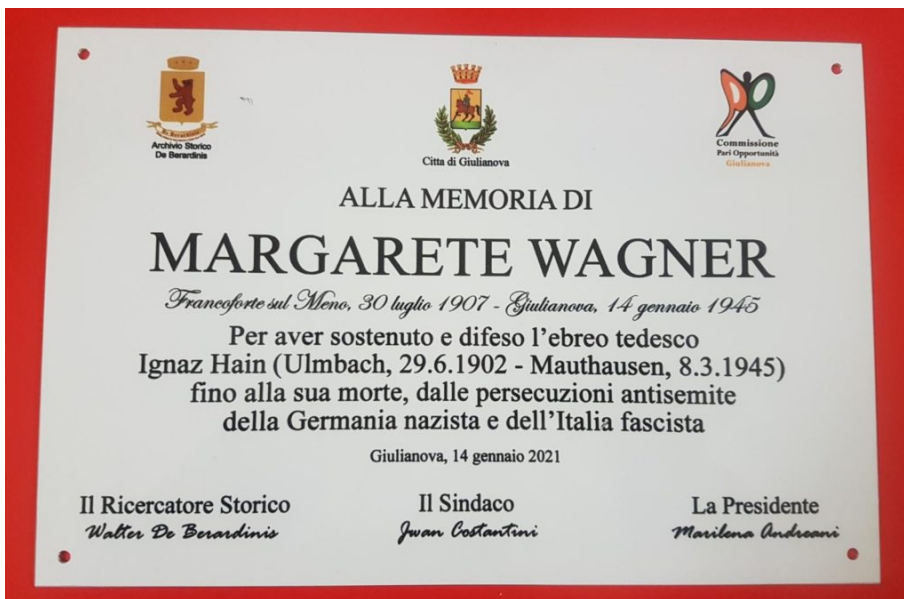 Archivio Storico
De Berardinis
Citta di Giulianova
Commissione
Pari Opportunità
Giulianova
ALLA MEMORIA DI
MARGARETE WAGNER
Francoforte sul Meno, 30 luglio 1907 - Giulianova, 14 gennaio 1945
Per aver sostenuto e difeso l'ebreo tedesco
Ignaz Hain (Ulmbach, 29.6.1902 - Mauthausen, 8.3.1945)
fino alla sua morte, dalle persecuzioni antisemite
della Germania nazista e dell'Italia fascista
Giulianova, 14 gennaio 2021
Il Ricercatore Storico
Walter De Berardinis
Il Sindaco
Jwan Costantini
La Presidente
Marilena Andreani